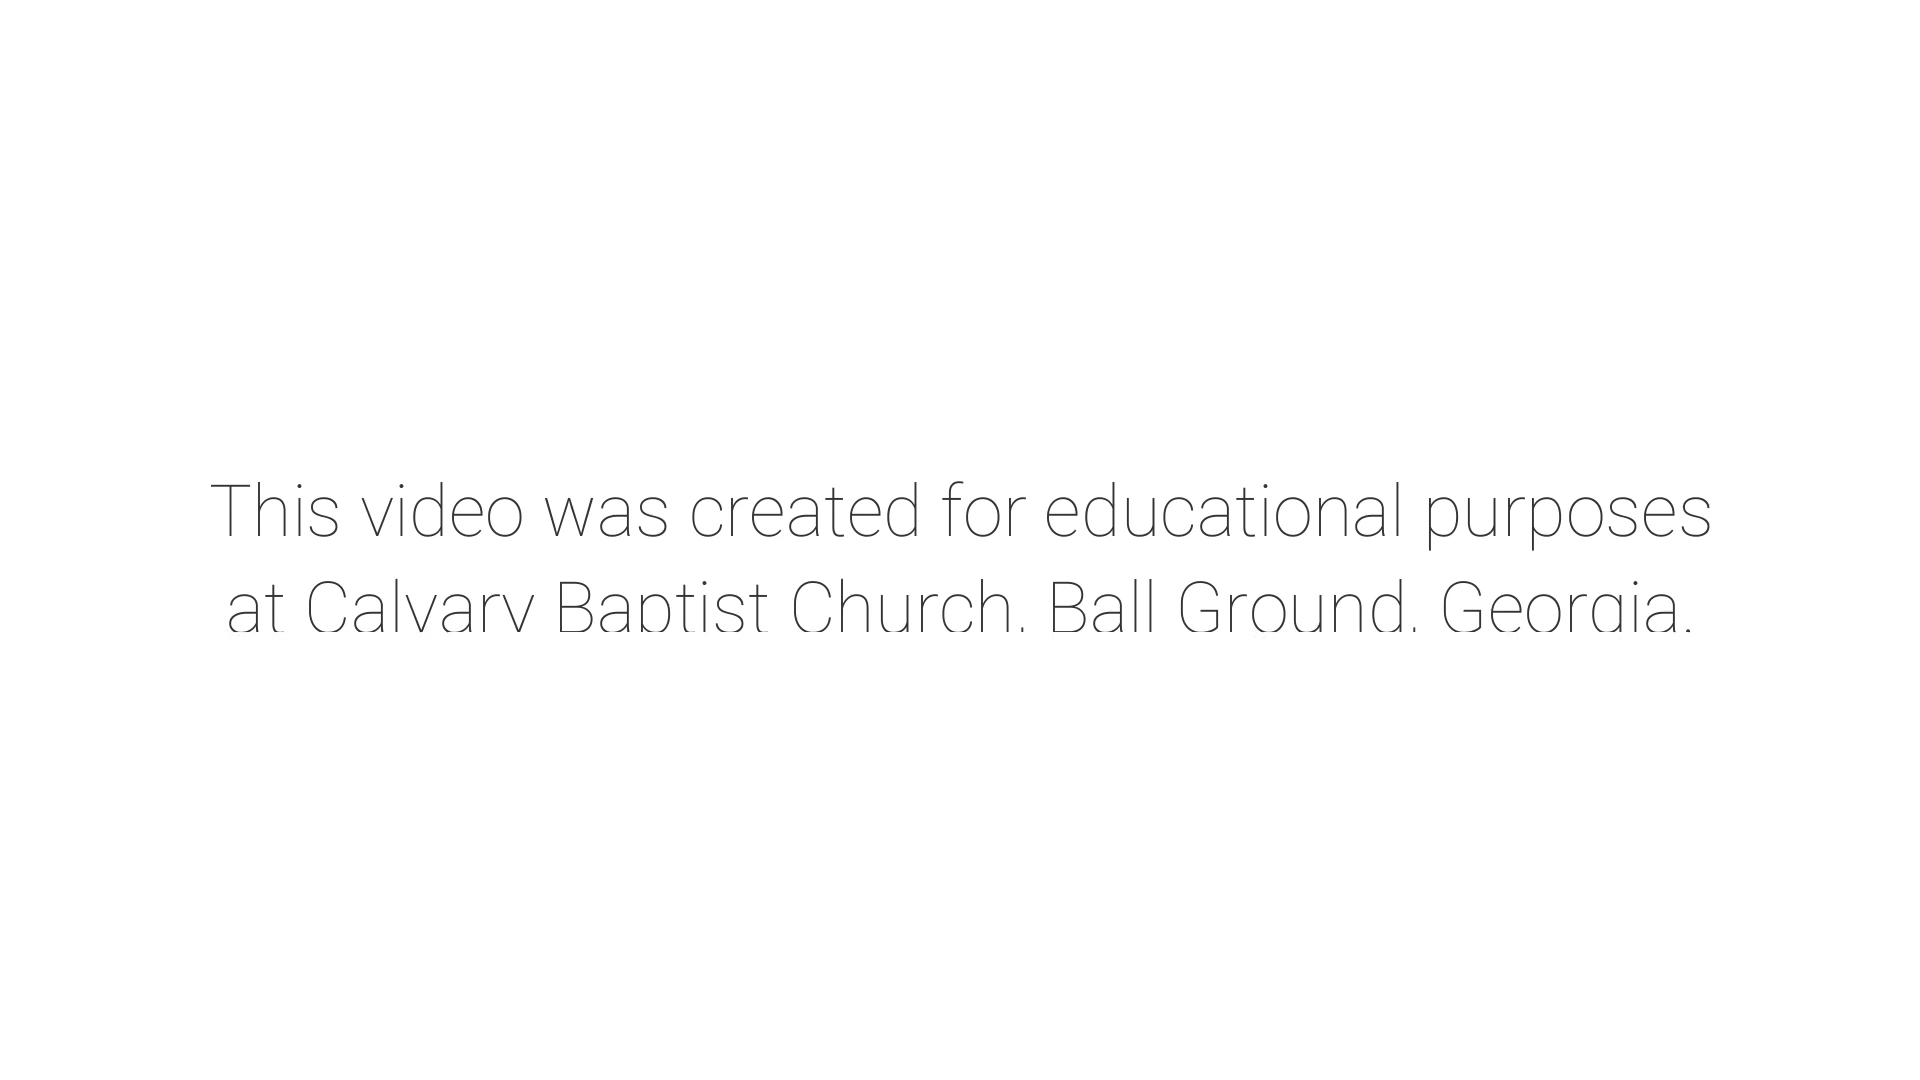 This video was created for educational purposes
at Calvary Baptist Church, Ball Ground, Georgia.